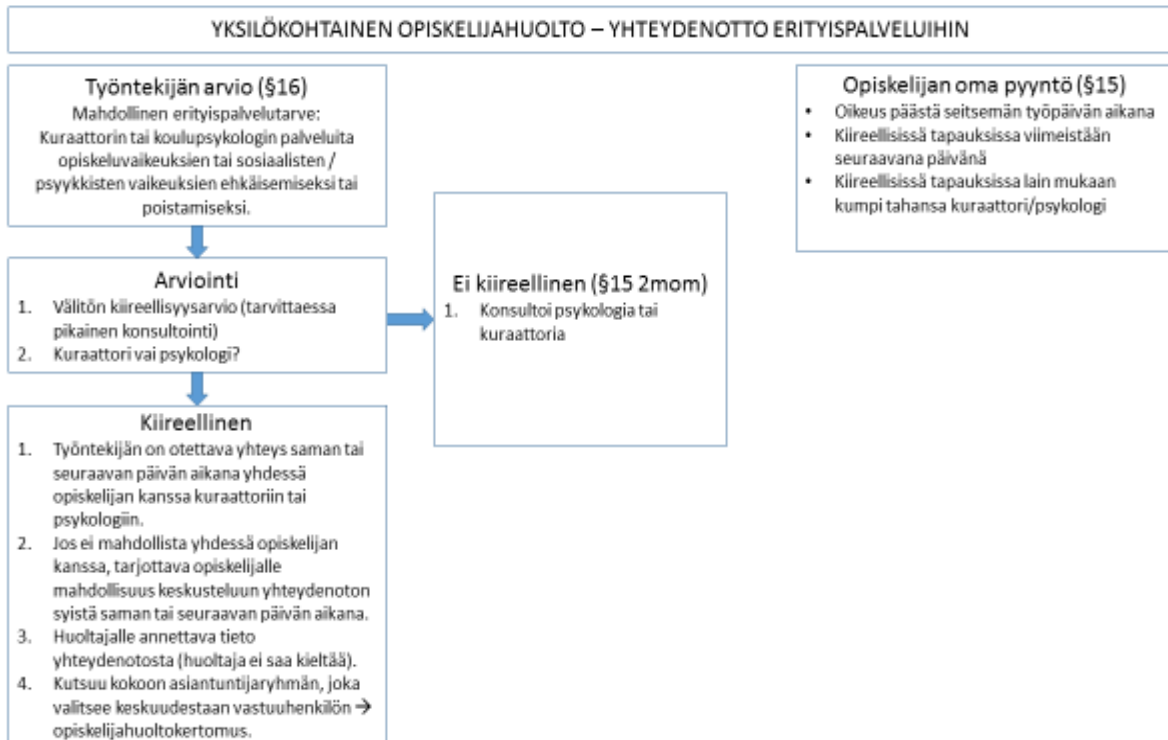 YKSILÖKOHTAINEN OPISKELIJAHUOLTO – YHTEYDENOTTO ERITYISPALVELUIHIN
Työntekijän arvio (§16)
Mahdollinen erityispalvelutarve:
Kuraattorin tai koulupsykologin palveluita
opiskeluvaikeuksien tai sosiaalisten /
psyykkisten vaikeuksien ehkäisemiseksi tai
poistamiseksi.
Arviointi
1. Välitön kiireellisyysarvio (tarvittaessa
pikainen konsultointi)
2. Kuraattori vai psykologi?
Kiireellinen
1. Työntekijän on otettava yhteys saman tai
seuraavan päivän aikana yhdessä
opiskelijan kanssa kuraattoriin tai
psykologiin.
2. Jos ei mahdollista yhdessä opiskelijan
kanssa, tarjottava opiskelijalle
mahdollisuus keskusteluun yhteydenoton
syistä saman tai seuraavan päivän aikana.
3. Huoltajalle annettava tieto
yhteydenotosta (huoltaja ei saa kieltää).
4. Kutsuu kokoon asiantuntijaryhmän, joka
valitsee keskuudestaan vastuuhenkilön →
opiskelijahuoltokertomus.
Ei kiireellinen (§15 2mom)
1. Konsultoi psykologia tai
kuraattoria
Opiskelijan oma pyyntö (§15)
• Oikeus päästä seitsemän työpäivän aikana
• Kiireellisissä tapauksissa viimeistään
seuraavana päivänä
• Kiireellisissä tapauksissa lain mukaan
kumpi tahansa kuraattori/psykologi